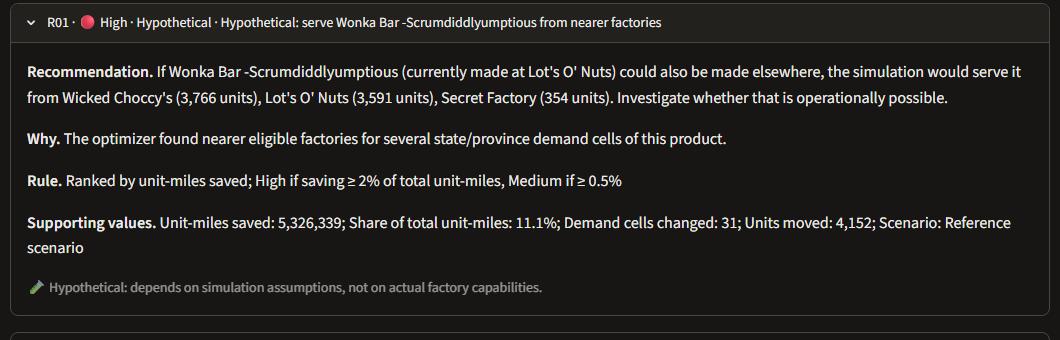 R01 · 🔴 High · Hypothetical · Hypothetical: serve Wonka Bar -Scrumdiddlyumptious from nearer factories
Recommendation. If Wonka Bar -Scrumdiddlyumptious (currently made at Lot's O' Nuts) could also be made elsewhere, the simulation would serve it
from Wicked Choccy's (3,766 units), Lot's O' Nuts (3,591 units), Secret Factory (354 units). Investigate whether that is operationally possible.
Why. The optimizer found nearer eligible factories for several state/province demand cells of this product.
Rule. Ranked by unit-miles saved; High if saving ≥ 2% of total unit-miles, Medium if ≥ 0.5%
Supporting values. Unit-miles saved: 5,326,339; Share of total unit-miles: 11.1%; Demand cells changed: 31; Units moved: 4,152; Scenario: Reference
scenario
🧪 Hypothetical: depends on simulation assumptions, not on actual factory capabilities.